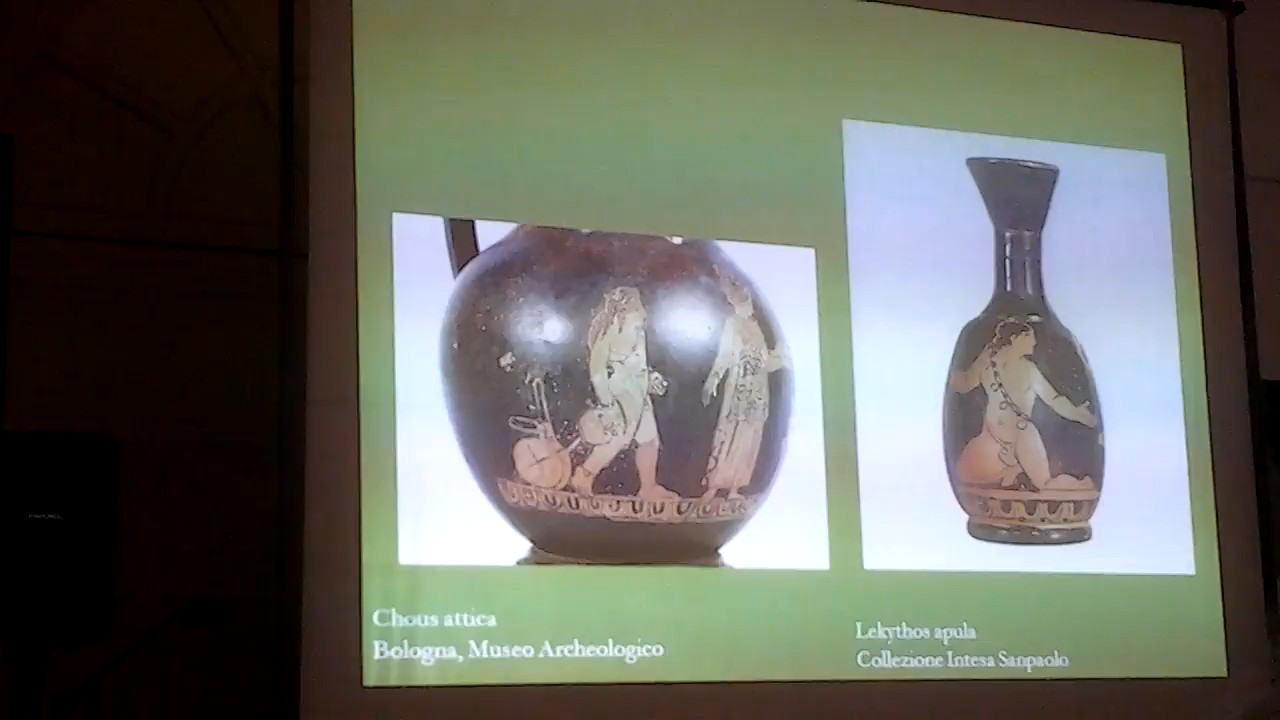 Chous attica
Bologna, Museo Archeologico
Lekythos apula
Collezione Intesa Sanpaolo